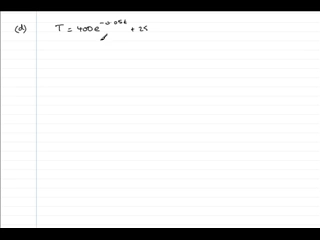 (d) T = 400e^{-0.05t} + 25